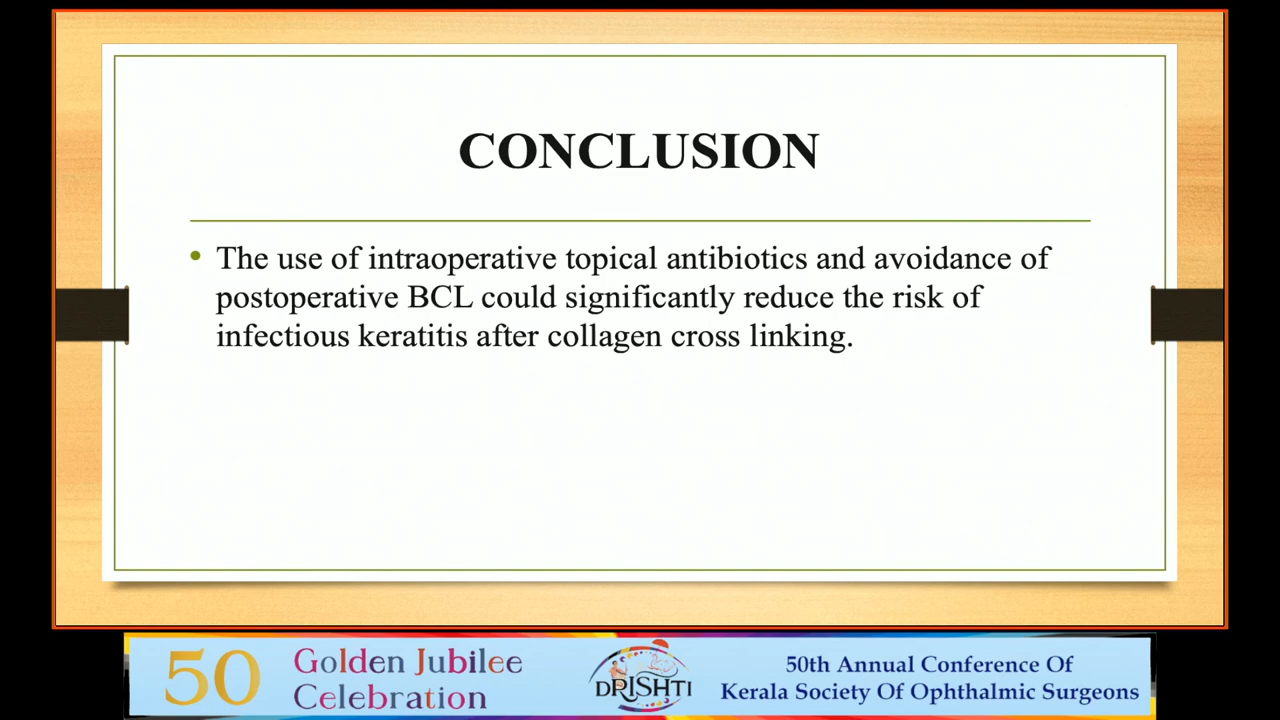 CONCLUSION
• The use of intraoperative topical antibiotics and avoidance of
postoperative BCL could significantly reduce the risk of
infectious keratitis after collagen cross linking.
50
Golden Jubilee
Celebration
DRISHTI
50th Annual Conference Of
Kerala Society Of Ophthalmic Surgeons